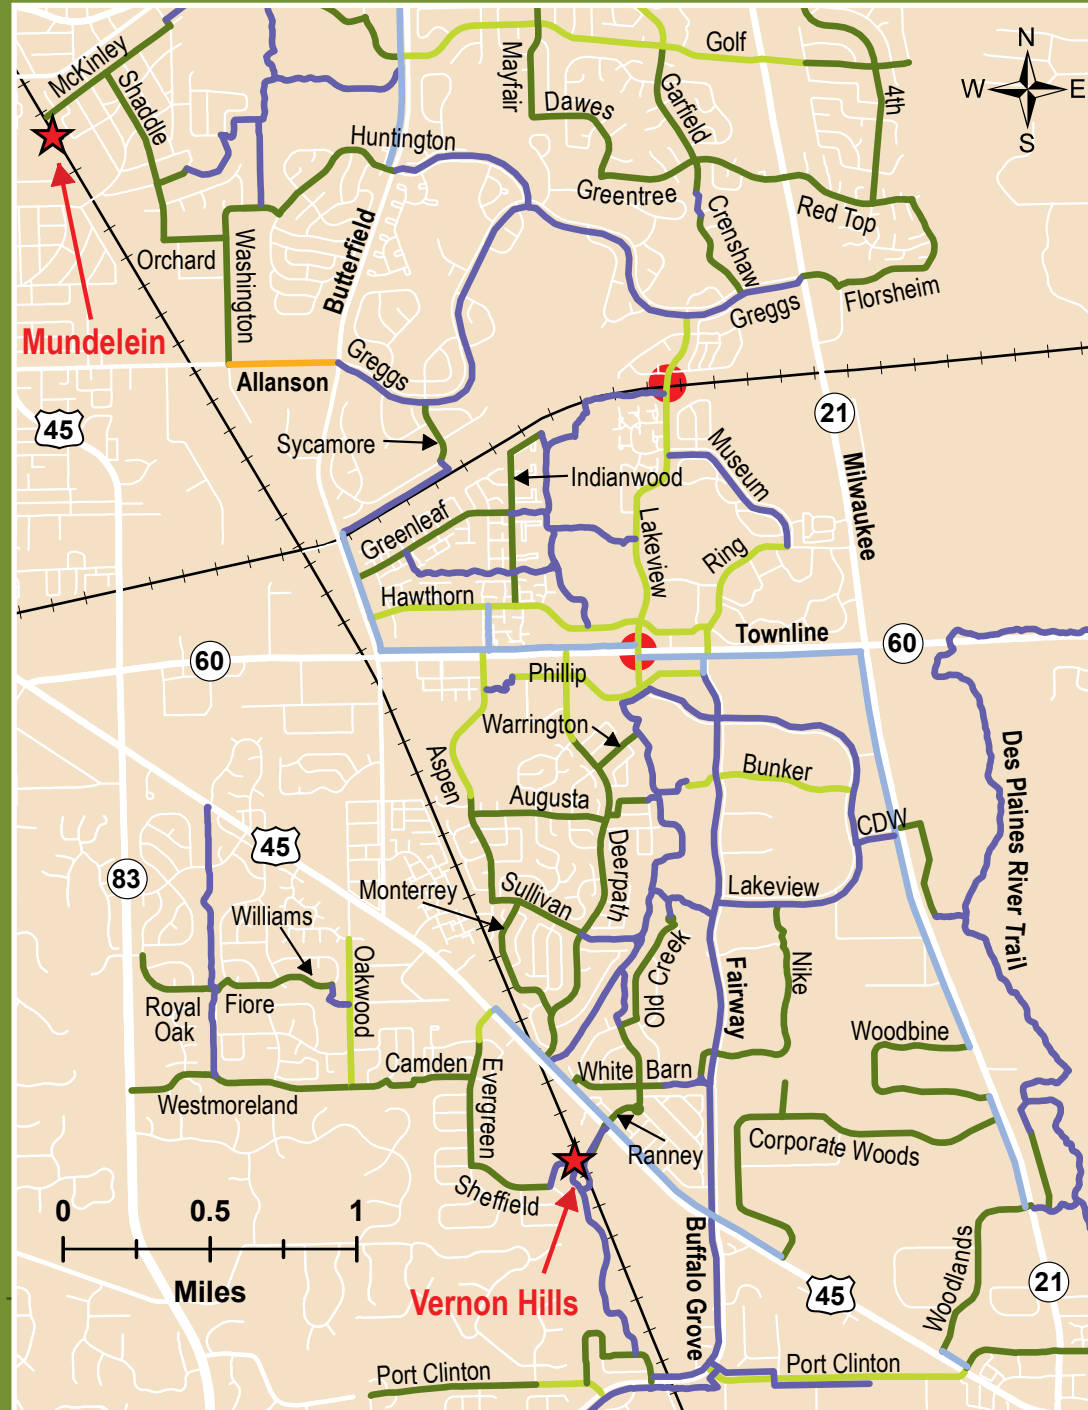 McKinley
Shaddle
Mayfair
Golf
Dawes
Garfield
4th
N
W
E
S
Huntington
Greentree
Crenshaw
Red Top
Orchard
Washington
Butterfield
Greggs
Florsheim
Mundelein
Allanson
Greggs
45
Sycamore
21
Museum
Milwaukee
Indianwood
Greenleaf
Lakeview
Ring
Hawthorn
Townline
60
60
Phillip
Warrington
Aspen
Bunker
Des Plaines River Trail
Augusta
CDW
45
Deerpath
83
Monterrey
Sullivan
Lakeview
Williams
Oakwood
Old Creek
Fairway
Nike
Royal
Oak
Fiore
Woodbine
Camden
Evergreen
White Barn
Westmoreland
Ranney
Corporate Woods
Sheffield
0
0.5
1
Miles
Buffalo Grove
Woodlands
21
Vernon Hills
45
Port Clinton
Port Clinton